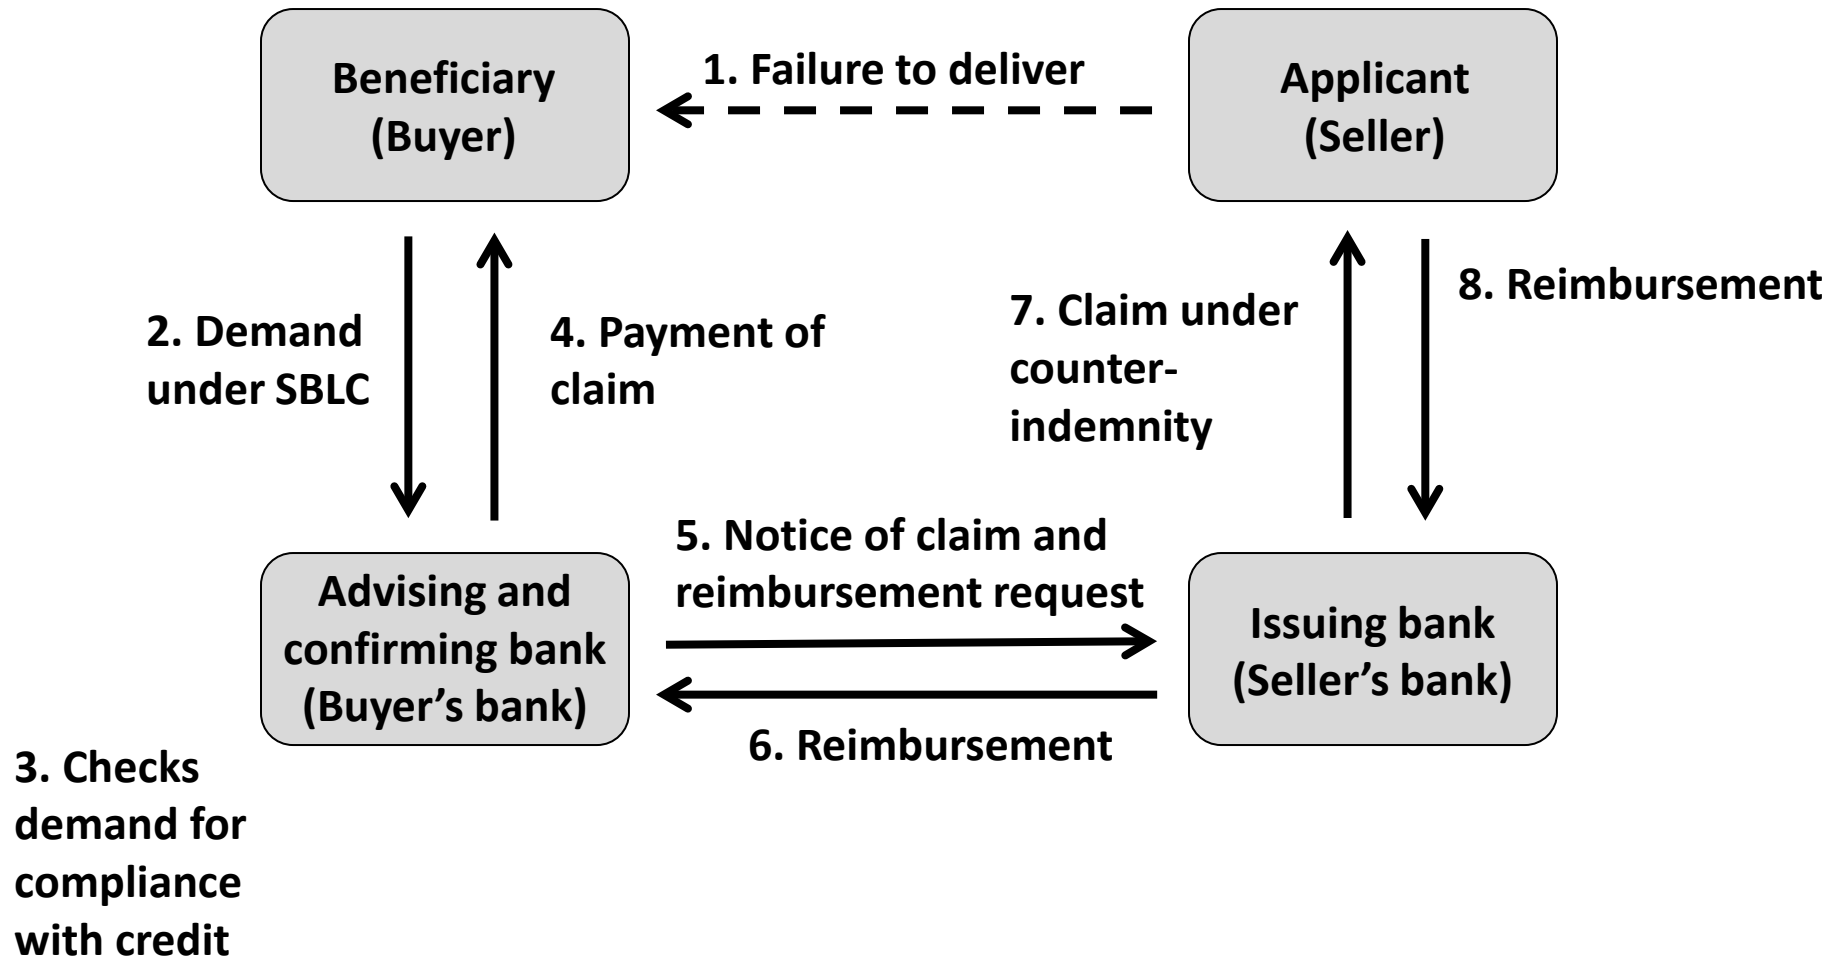 Beneficiary
(Buyer)
1. Failure to deliver
Applicant
(Seller)
2. Demand
under SBLC
4. Payment of
claim
7. Claim under
counter-
indemnity
8. Reimbursement
5. Notice of claim and
reimbursement request
Advising and
confirming bank
(Buyer’s bank)
Issuing bank
(Seller’s bank)
6. Reimbursement
3. Checks
demand for
compliance
with credit